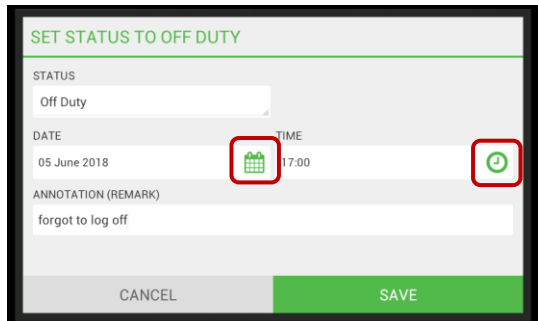 SET STATUS TO OFF DUTY
STATUS
Off Duty
DATE TIME
05 June 2018 17:00
ANNOTATION (REMARK)
forgot to log off
CANCEL SAVE